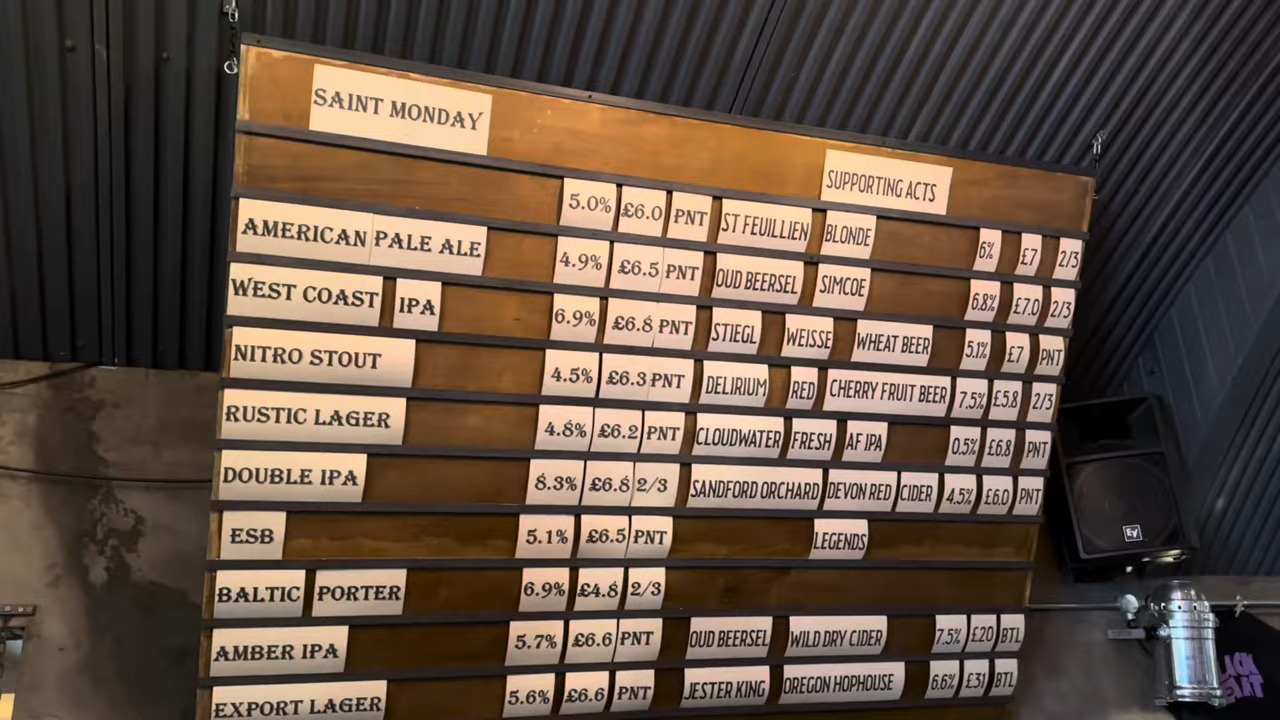 SAINT MONDAY SUPPORTING ACTS
5.0% £6.0 PNT ST FEUILLIEN BLONDE 6% £7 2/3
AMERICAN PALE ALE 4.9% £6.5 PNT OUD BEERSEL SIMCOE 6.8% £7.0 2/3
WEST COAST IPA 6.9% £6.8 PNT STIEGL WEISSE WHEAT BEER 5.1% £7 PNT
NITRO STOUT 4.5% £6.3 PNT DELIRIUM RED CHERRY FRUIT BEER 7.5% £5.8 2/3
RUSTIC LAGER 4.8% £6.2 PNT CLOUDWATER FRESH AF IPA 0.5% £6.8 PNT
DOUBLE IPA 8.3% £6.8 2/3 SANDFORD ORCHARD DEVON RED CIDER 4.5% £6.0 PNT
ESB 5.1% £6.5 PNT LEGENDS
BALTIC PORTER 6.9% £4.8 2/3
AMBER IPA 5.7% £6.6 PNT OUD BEERSEL WILD DRY CIDER 7.5% £20 BTL
EXPORT LAGER 5.6% £6.6 PNT JESTER KING OREGON HOPHOUSE 6.6% £31 BTL
EV